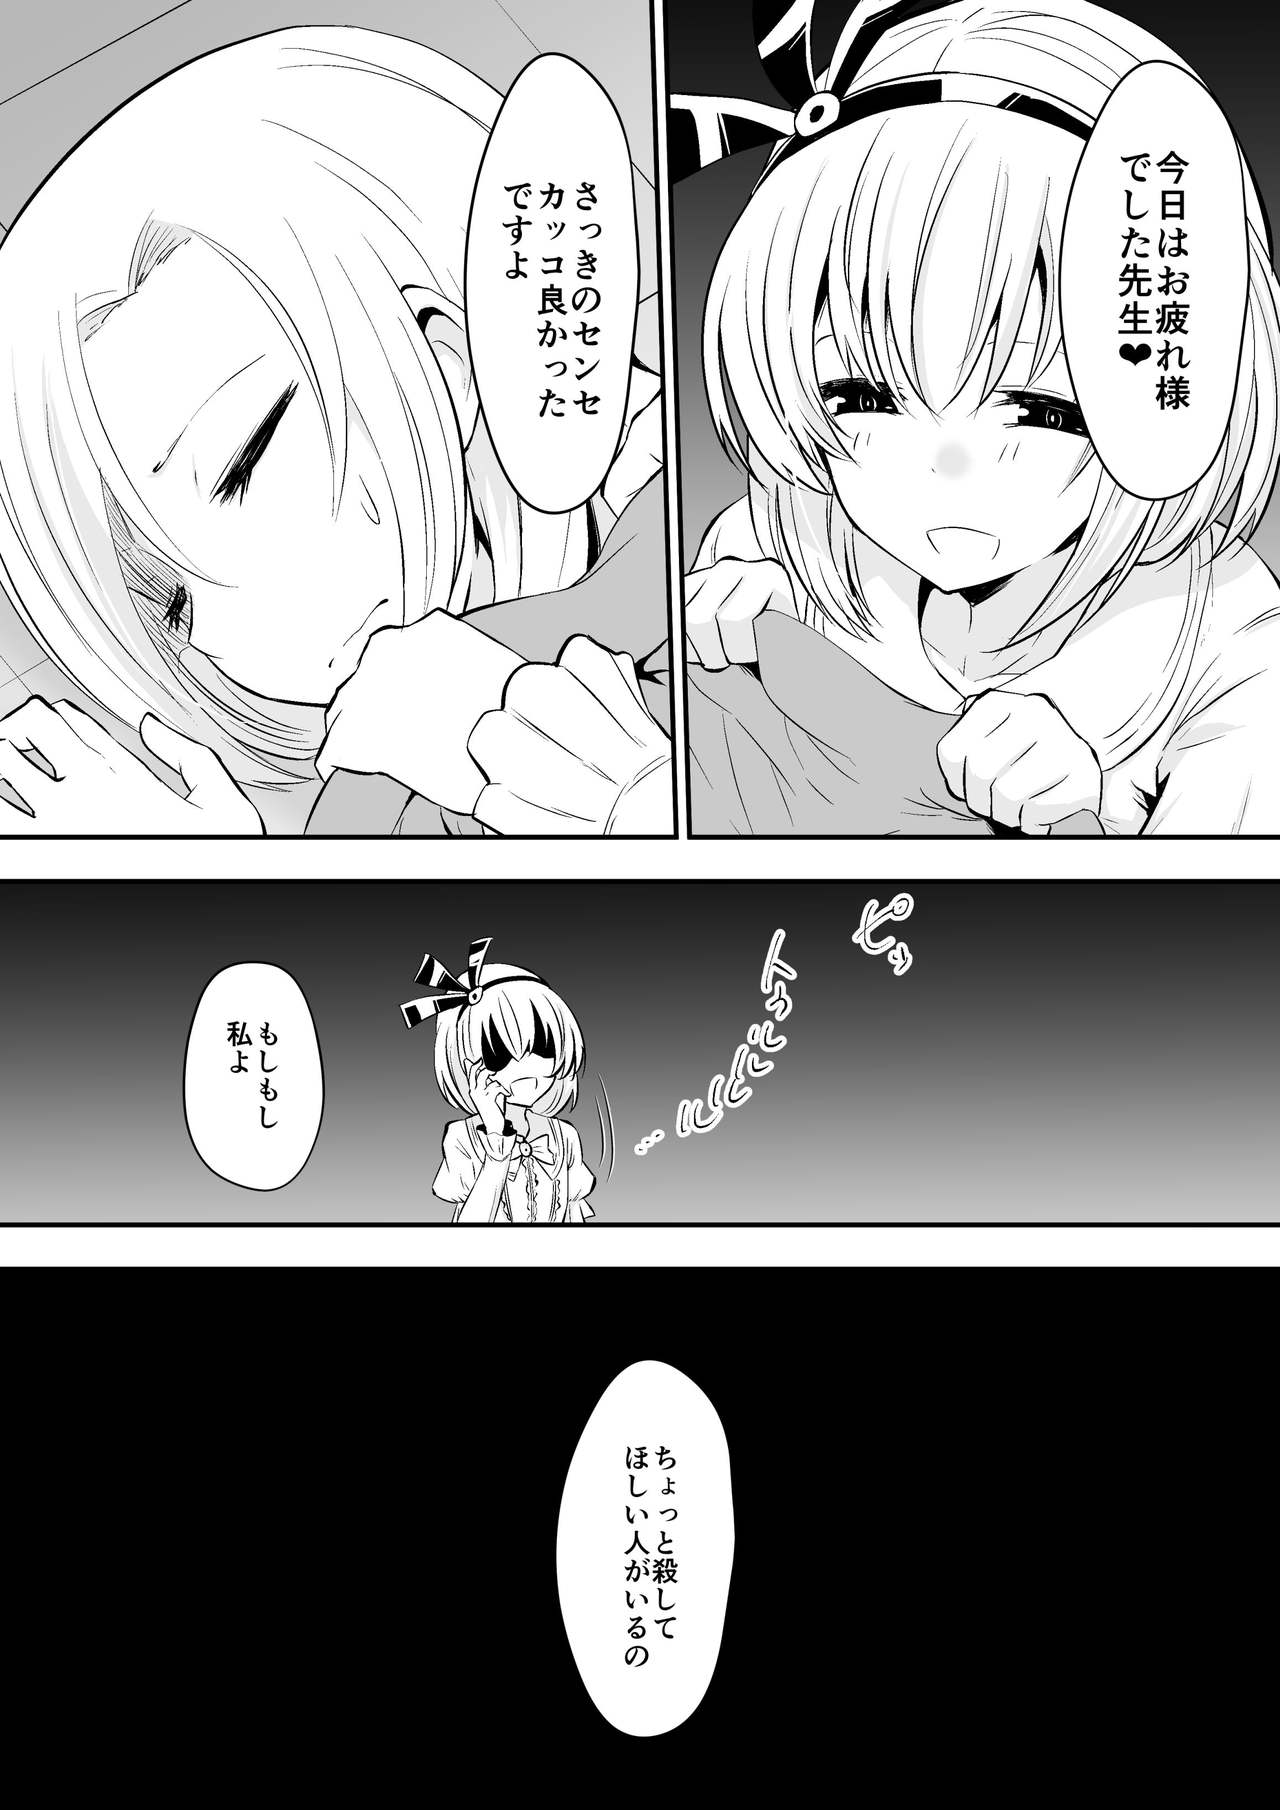 今日はお疲れ様
でした先生❤
さっきのセンセ
カッコ良かった
ですよ
ピッ
トゥルルルルルル…
もしもし
私よ
ちょっと殺して
ほしい人がいるの